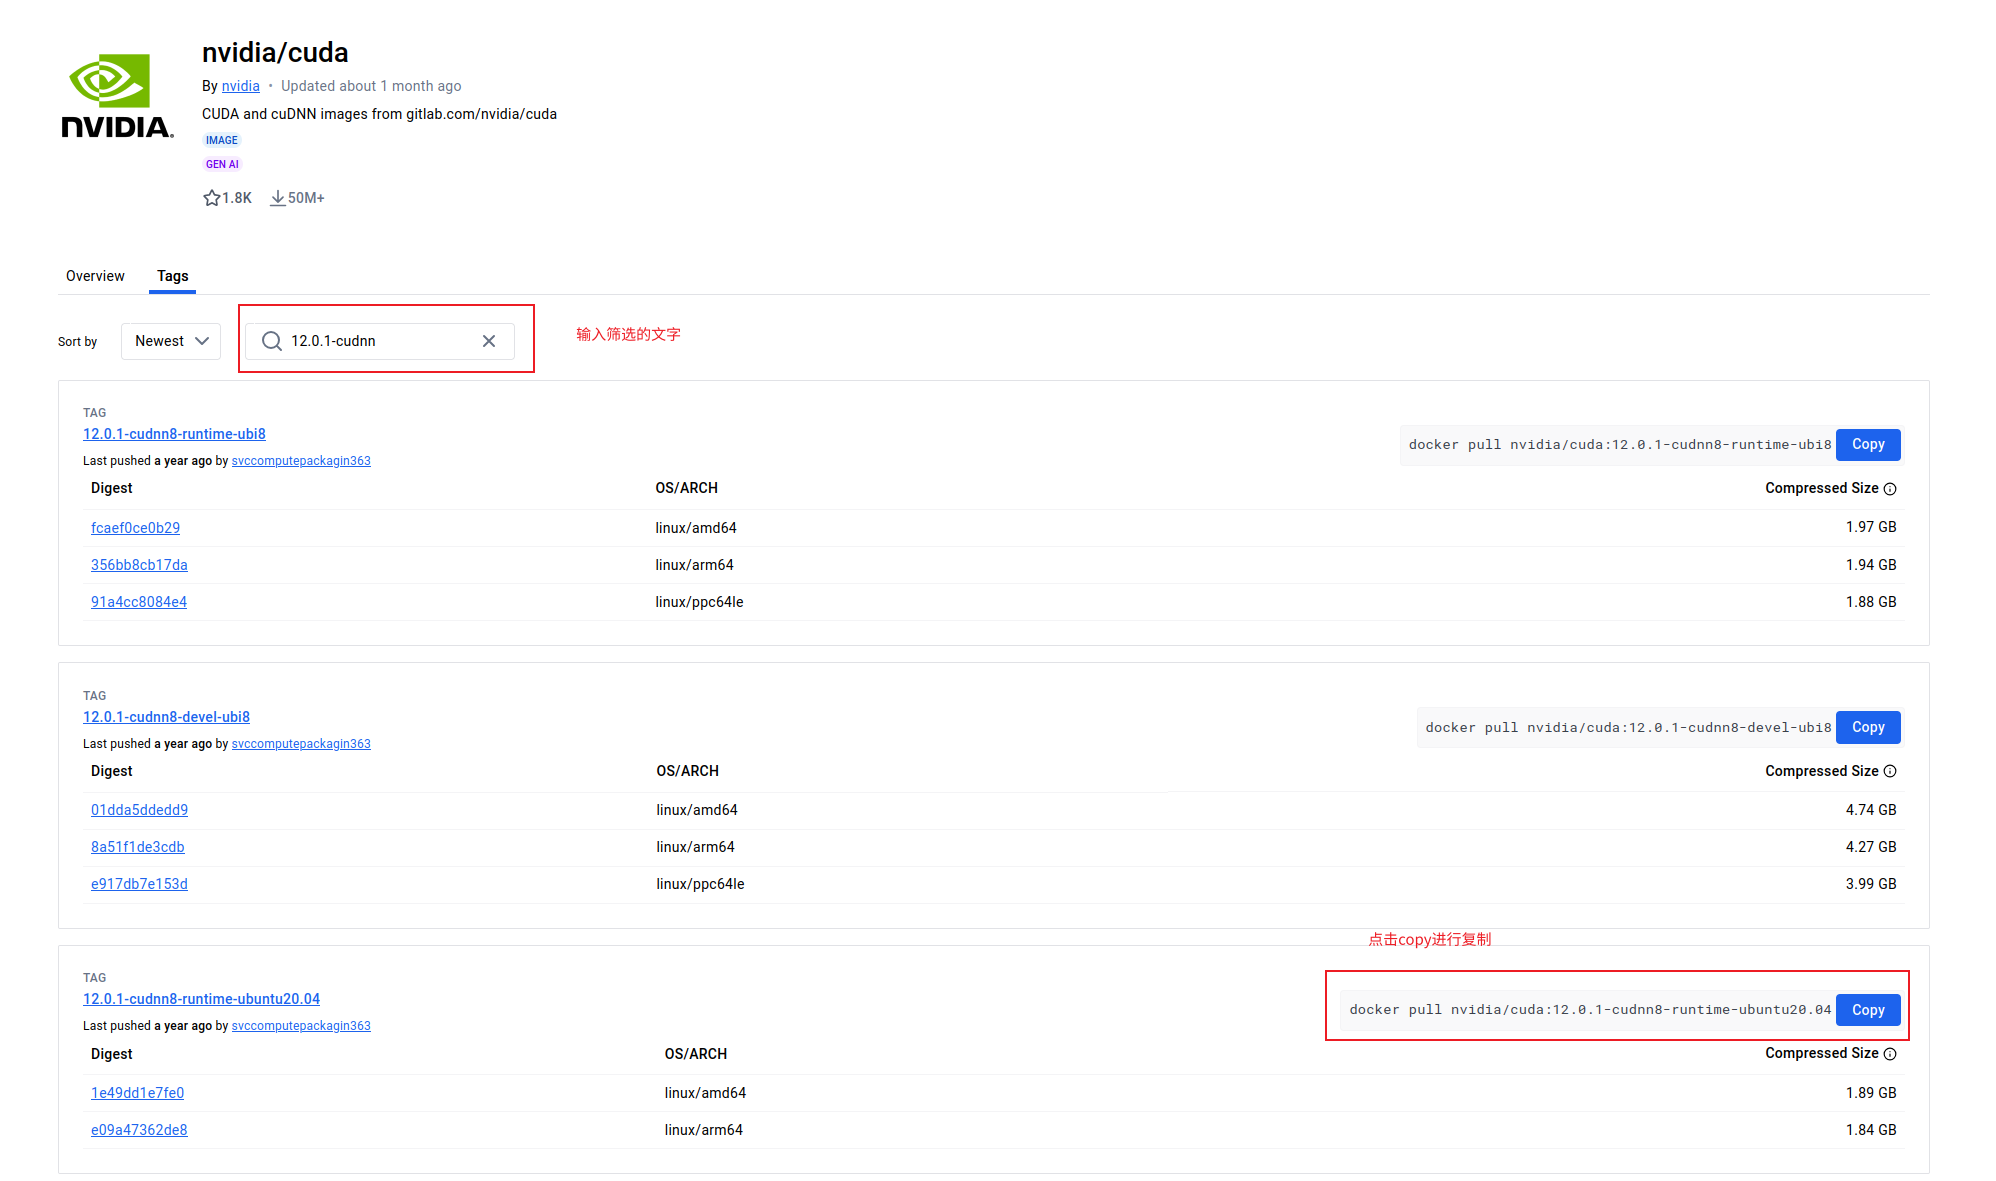 nvidia/cuda
By nvidia • Updated about 1 month ago
CUDA and cuDNN images from gitlab.com/nvidia/cuda
IMAGE
GEN AI
1.8K 50M+
NVIDIA.
Overview Tags
Sort by Newest 12.0.1-cudnn 输入筛选的文字
TAG
12.0.1-cudnn8-runtime-ubi8
docker pull nvidia/cuda:12.0.1-cudnn8-runtime-ubi8 Copy
Last pushed a year ago by svccomputepackagin363
Digest OS/ARCH Compressed Size
fcaef0ce0b29 linux/amd64 1.97 GB
356bb8cb17da linux/arm64 1.94 GB
91a4cc8084e4 linux/ppc64le 1.88 GB
TAG
12.0.1-cudnn8-devel-ubi8
docker pull nvidia/cuda:12.0.1-cudnn8-devel-ubi8 Copy
Last pushed a year ago by svccomputepackagin363
Digest OS/ARCH Compressed Size
01dda5ddedd9 linux/amd64 4.74 GB
8a51f1de3cdb linux/arm64 4.27 GB
e917db7e153d linux/ppc64le 3.99 GB
点击copy进行复制
TAG
12.0.1-cudnn8-runtime-ubuntu20.04
docker pull nvidia/cuda:12.0.1-cudnn8-runtime-ubuntu20.04 Copy
Last pushed a year ago by svccomputepackagin363
Digest OS/ARCH Compressed Size
1e49dd1e7fe0 linux/amd64 1.89 GB
e09a47362de8 linux/arm64 1.84 GB